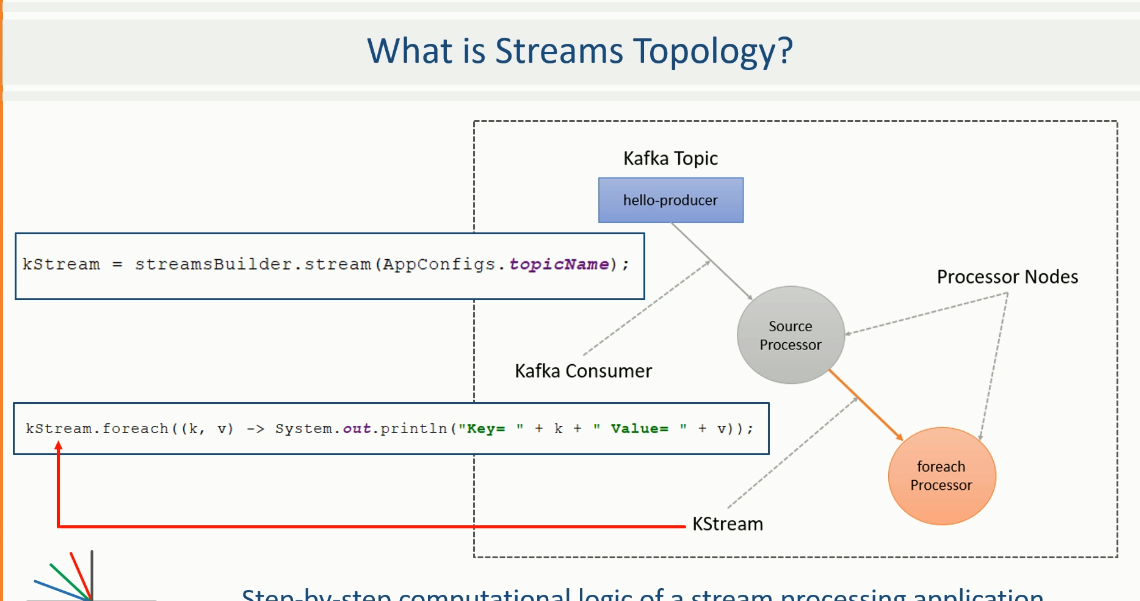 What is Streams Topology?
Kafka Topic
hello-producer
kStream = streamsBuilder.stream(AppConfigs.topicName);
Processor Nodes
Source
Processor
Kafka Consumer
kStream.foreach((k, v) -> System.out.println("Key= " + k + " Value= " + v));
foreach
Processor
KStream
Step-by-step computational logic of a stream processing application